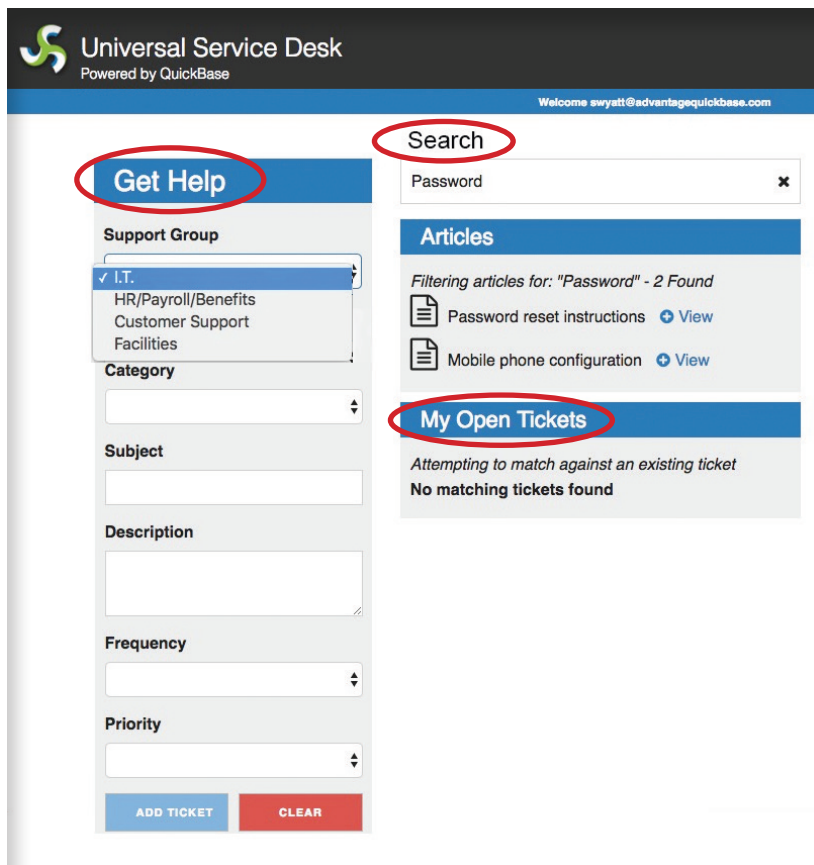 Universal Service Desk
Powered by QuickBase
Welcome swyatt@advantagequickbase.com
Get Help
Support Group
✓ I.T.
HR/Payroll/Benefits
Customer Support
Facilities
Category
Subject
Description
Frequency
Priority
ADD TICKET CLEAR
Search
Password
Articles
Filtering articles for: "Password" - 2 Found
Password reset instructions View
Mobile phone configuration View
My Open Tickets
Attempting to match against an existing ticket
No matching tickets found